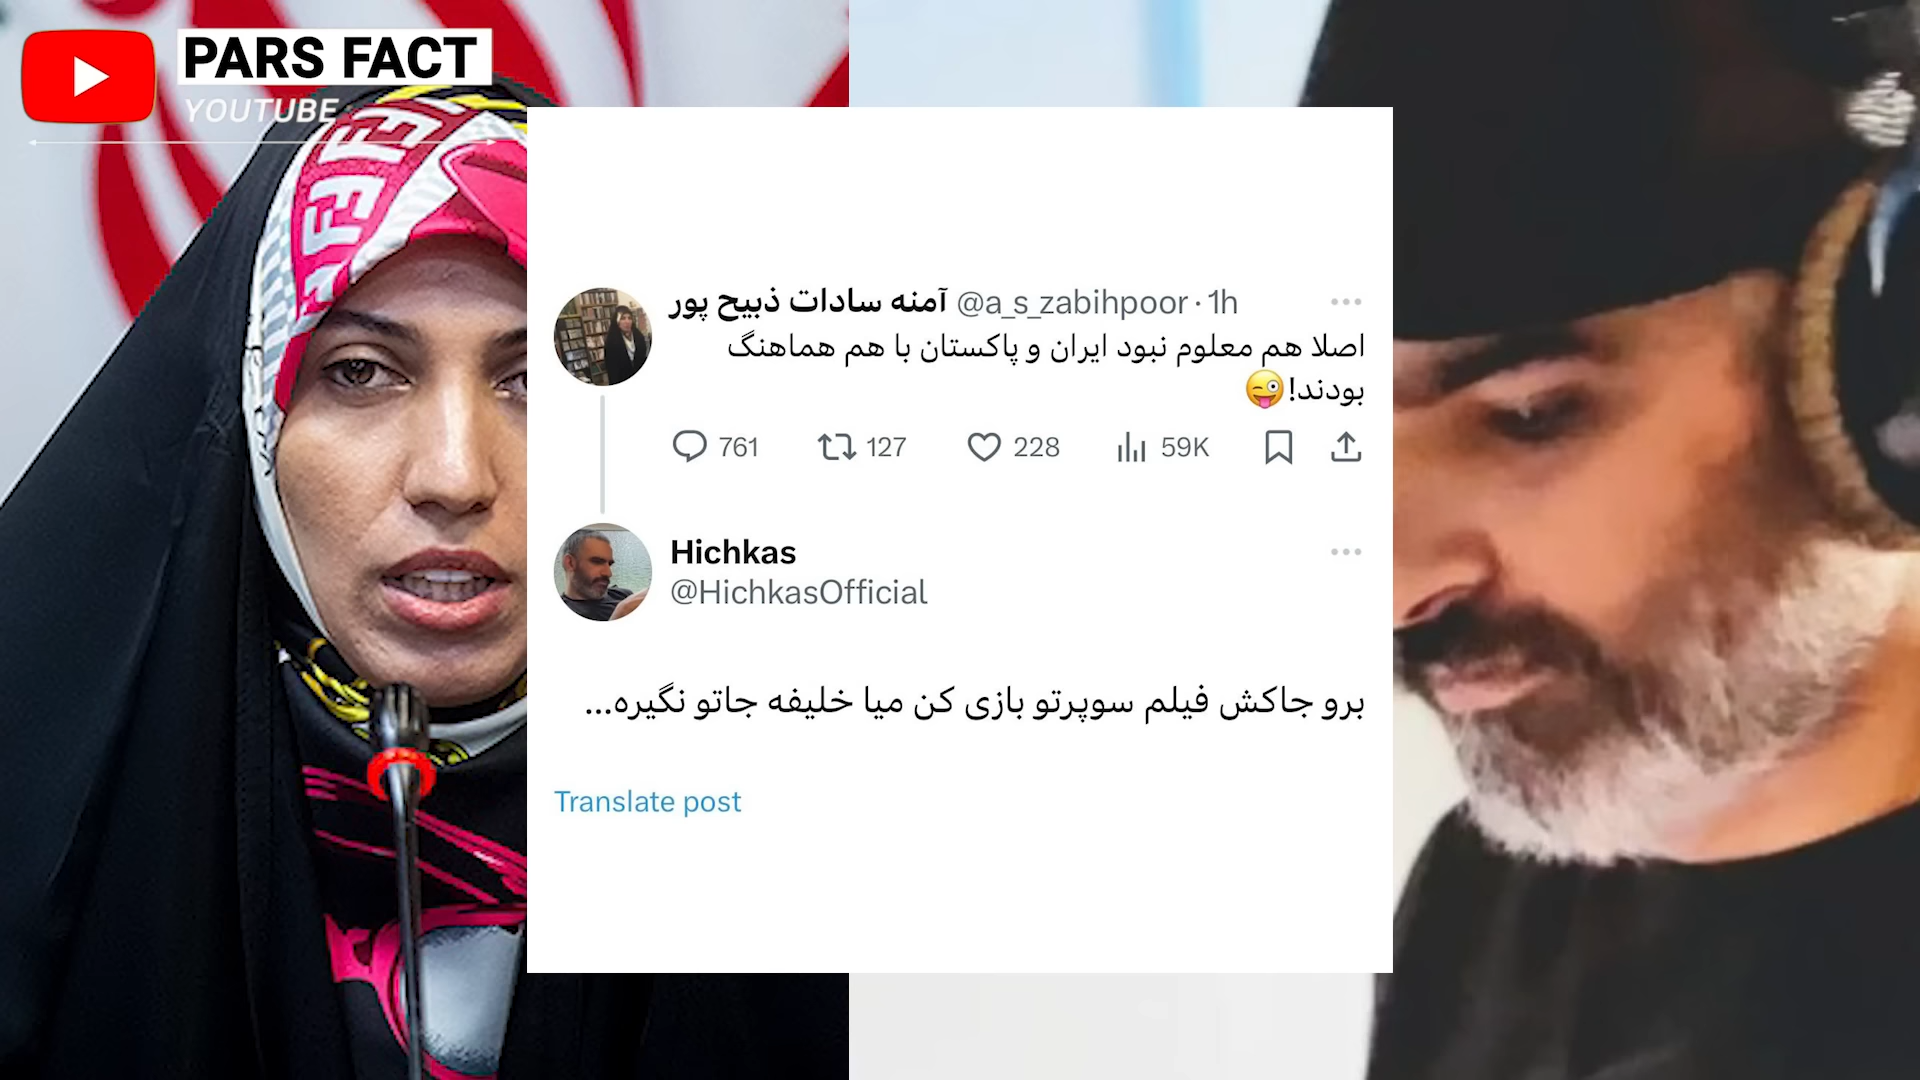 PARS FACT
YOUTUBE
آمنه سادات ذبیح پور @a_s_zabihpoor · 1h
اصلا هم معلوم نبود ایران و پاکستان با هم هماهنگ
بودند!😜
761 127 228 59K
Hichkas
@HichkasOfficial
برو جاکش فیلم سوپرتو بازی کن میا خلیفه جاتو نگیره...
Translate post